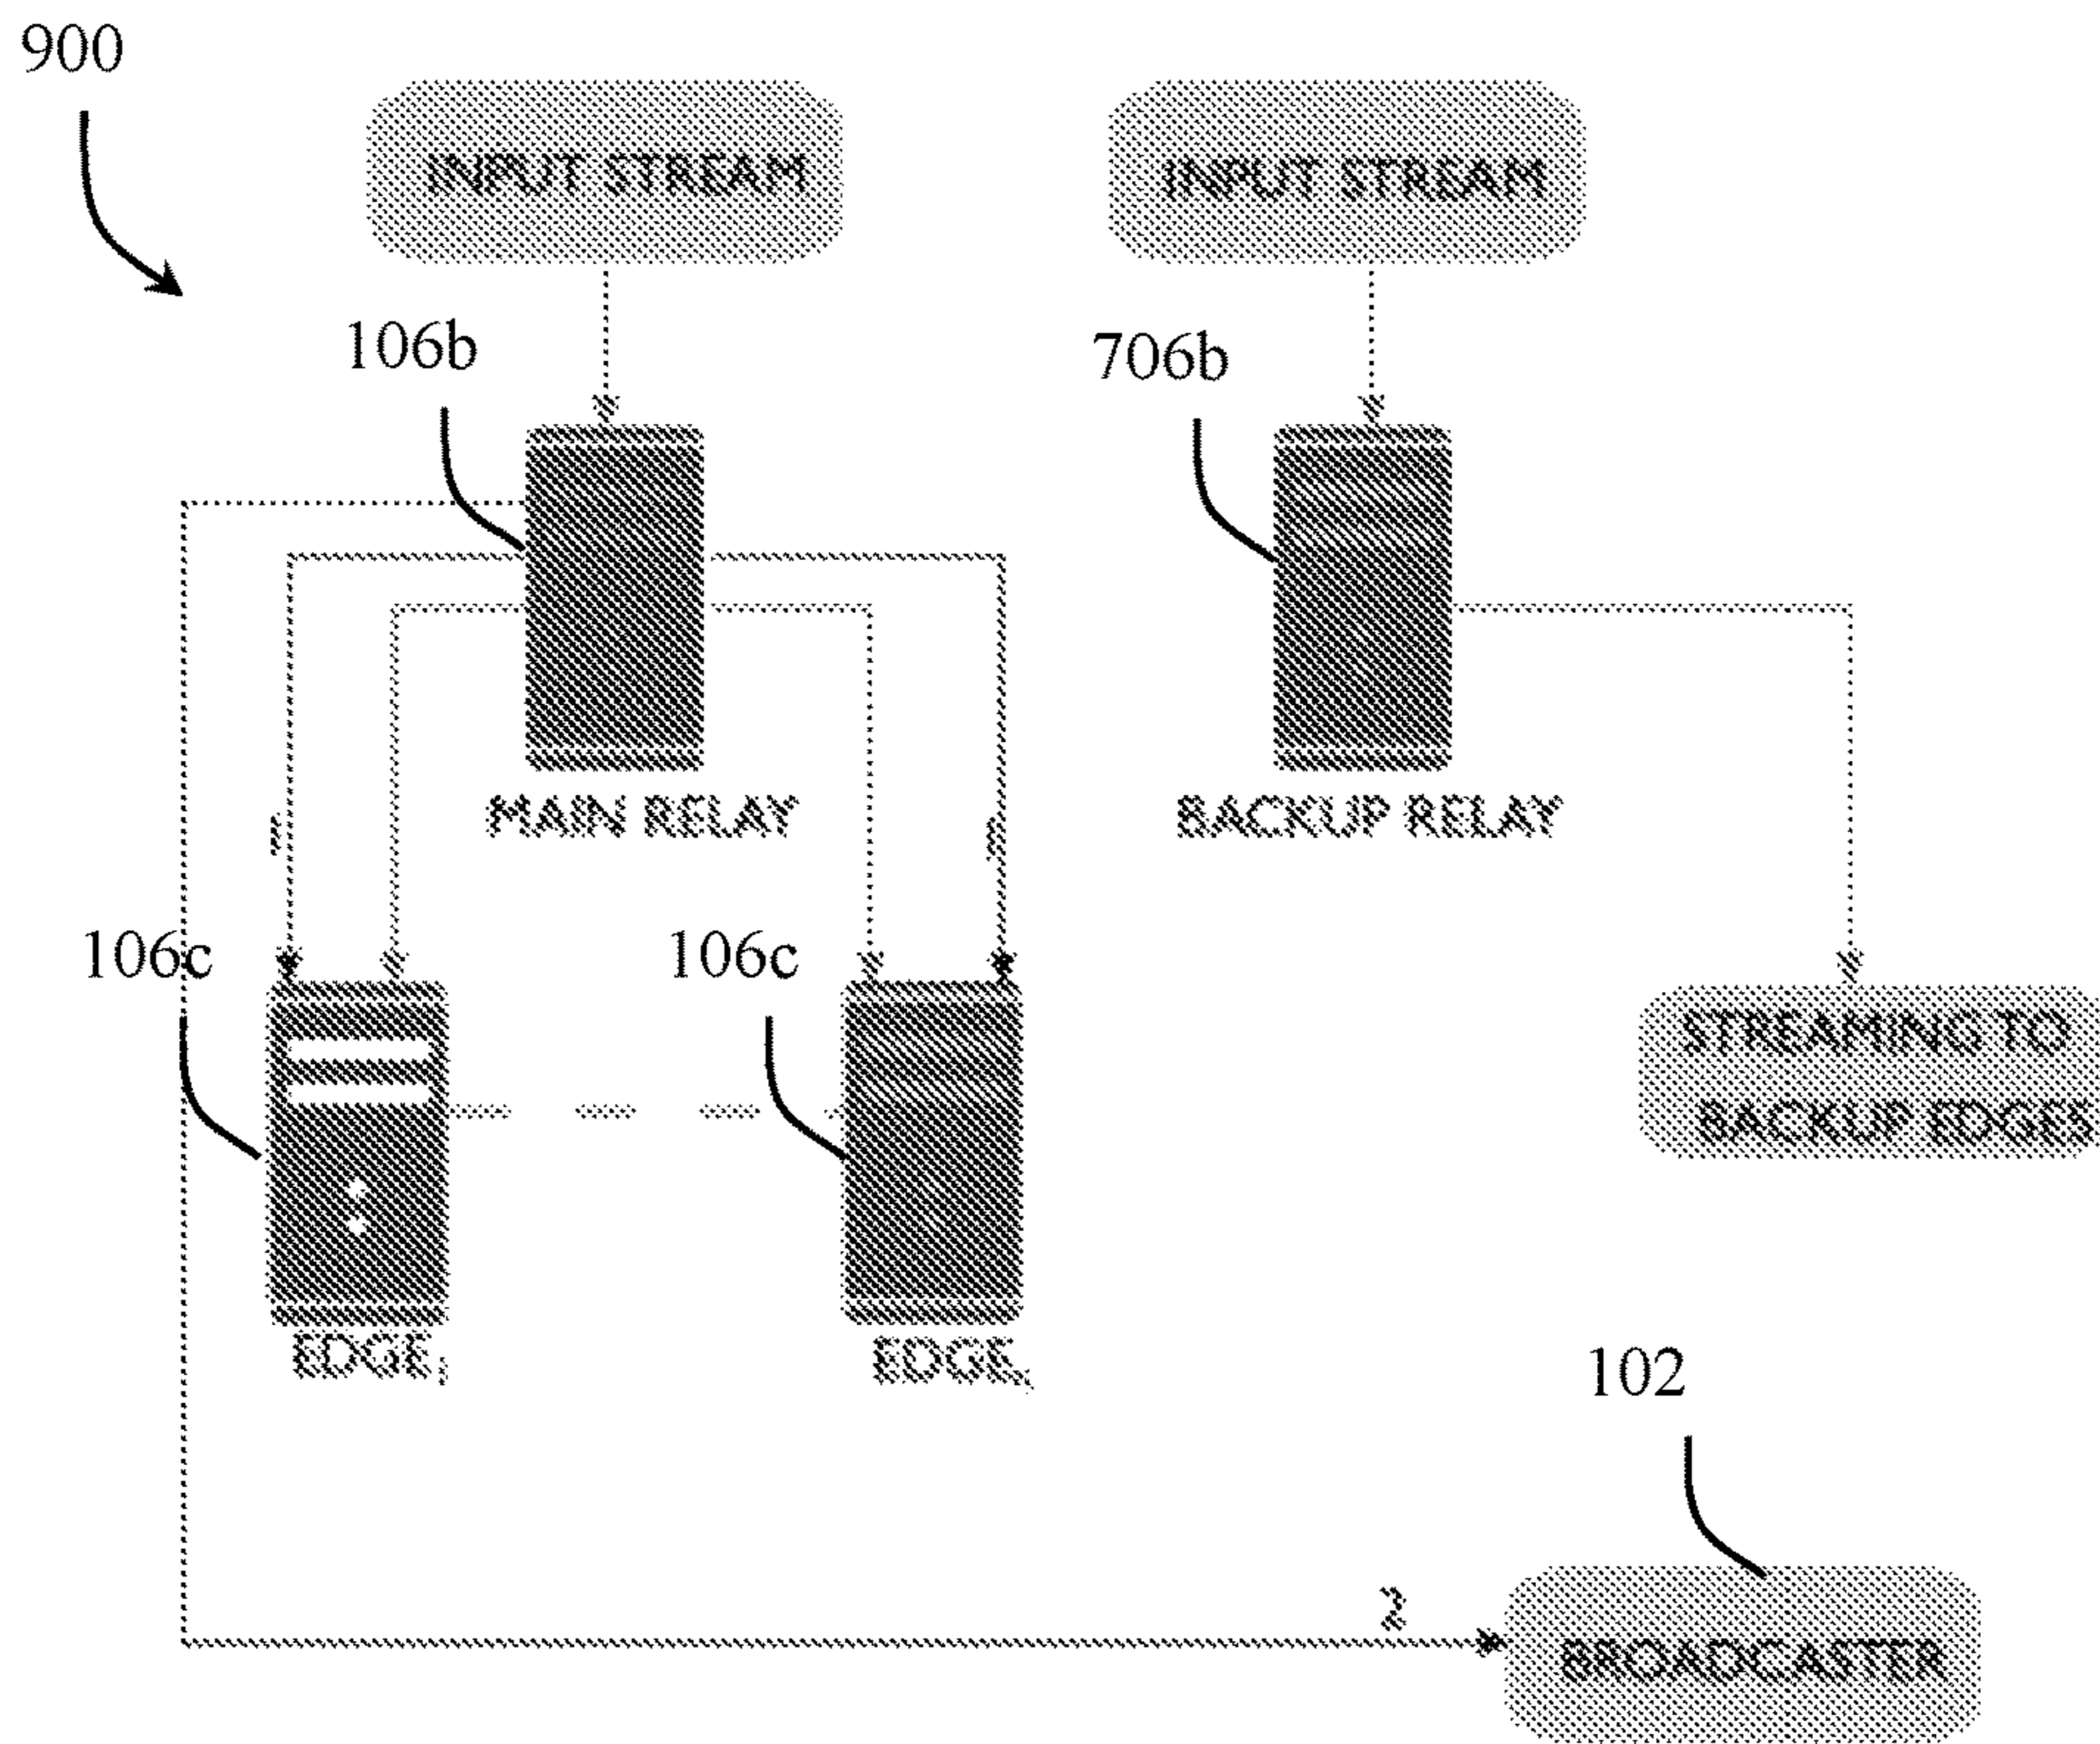 900
INPUT STREAM
INPUT STREAM
106b
706b
MAIN RELAY
BACKUP RELAY
1
1
106c
106c
STREAMING TO
BACKUP EDGES
EDGE1
EDGE
102
2
BROADCASTER